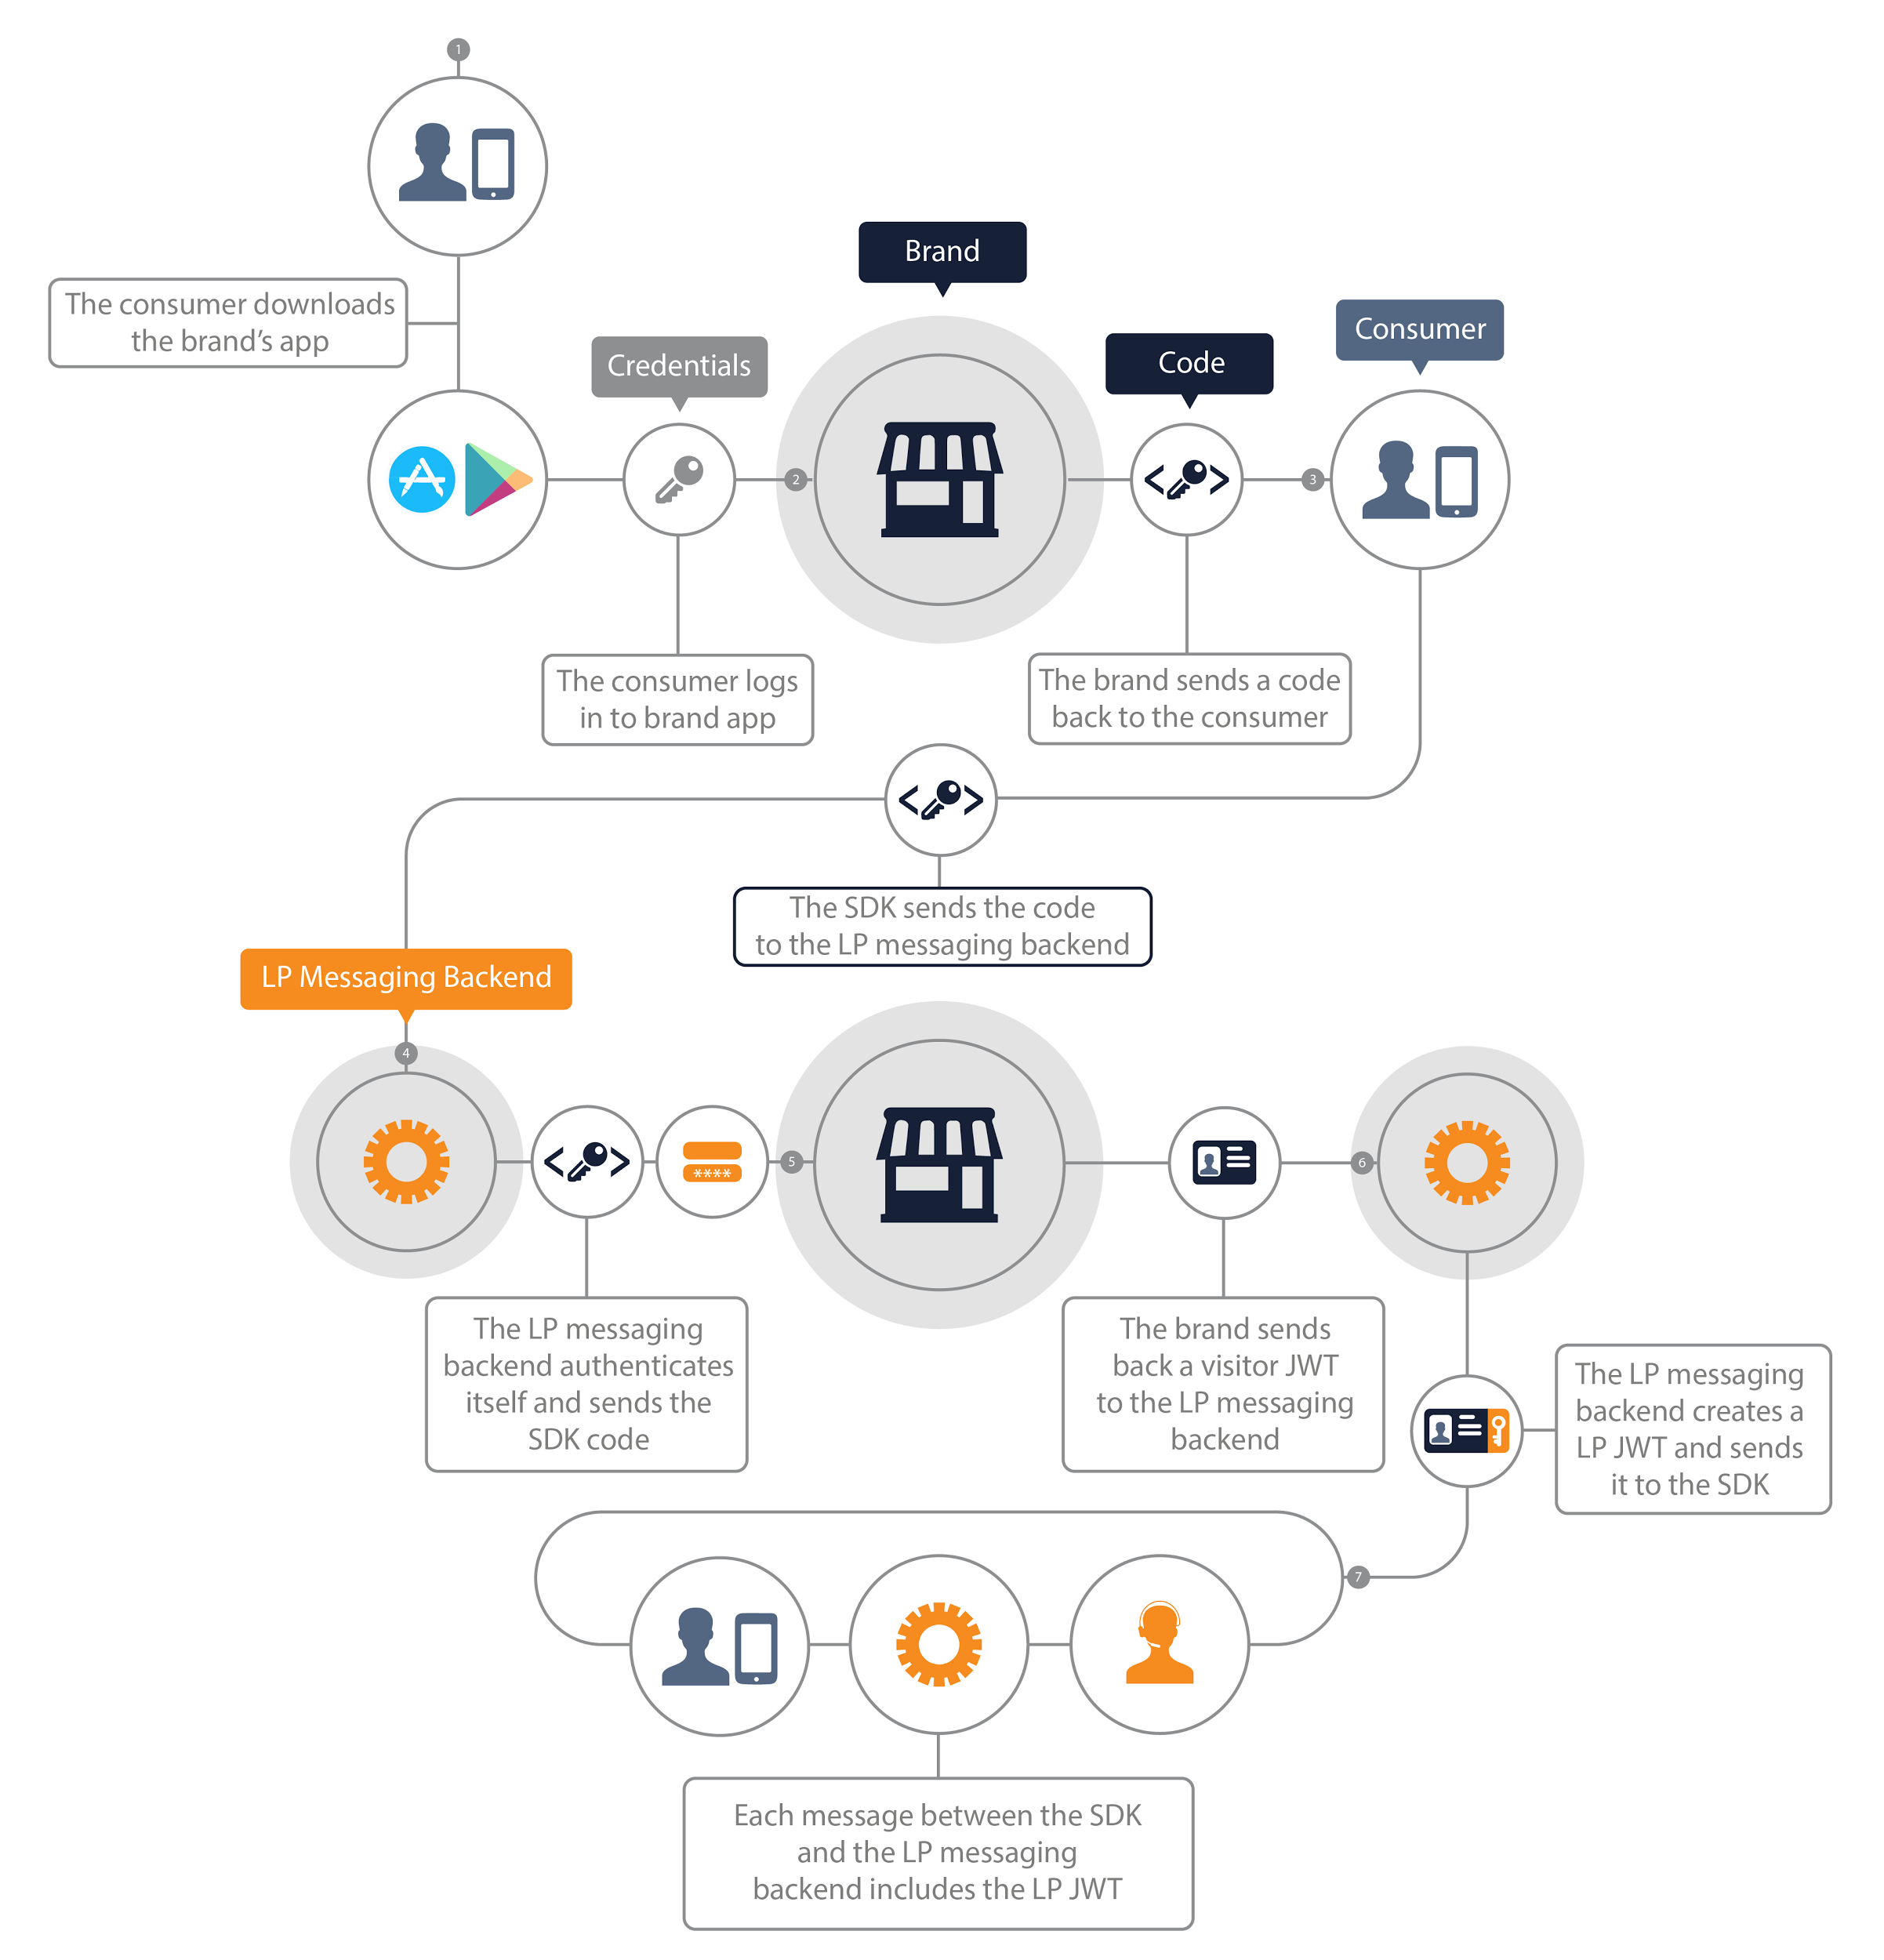 1
The consumer downloads
the brand’s app
Credentials
Brand
Code
Consumer
2
3
The consumer logs
in to brand app
The brand sends a code
back to the consumer
The SDK sends the code
to the LP messaging backend
LP Messaging Backend
4
****
5
6
The LP messaging
backend authenticates
itself and sends the
SDK code
The brand sends
back a visitor JWT
to the LP messaging
backend
The LP messaging
backend creates a
LP JWT and sends
it to the SDK
7
Each message between the SDK
and the LP messaging
backend includes the LP JWT